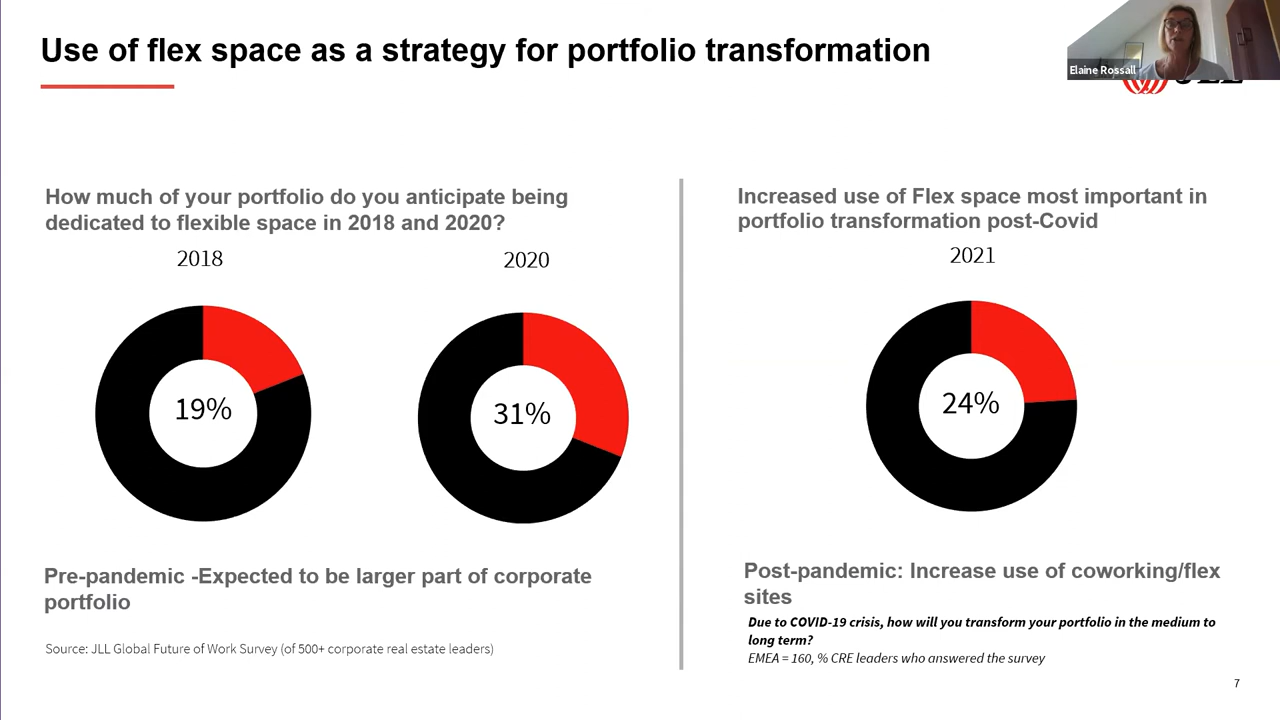 Use of flex space as a strategy for portfolio transformation
Elaine Rossall
How much of your portfolio do you anticipate being
dedicated to flexible space in 2018 and 2020?
2018
2020
19%
31%
Pre-pandemic -Expected to be larger part of corporate
portfolio
Source: JLL Global Future of Work Survey (of 500+ corporate real estate leaders)
Increased use of Flex space most important in
portfolio transformation post-Covid
2021
24%
Post-pandemic: Increase use of coworking/flex
sites
Due to COVID-19 crisis, how will you transform your portfolio in the medium to
long term?
EMEA = 160, % CRE leaders who answered the survey
7